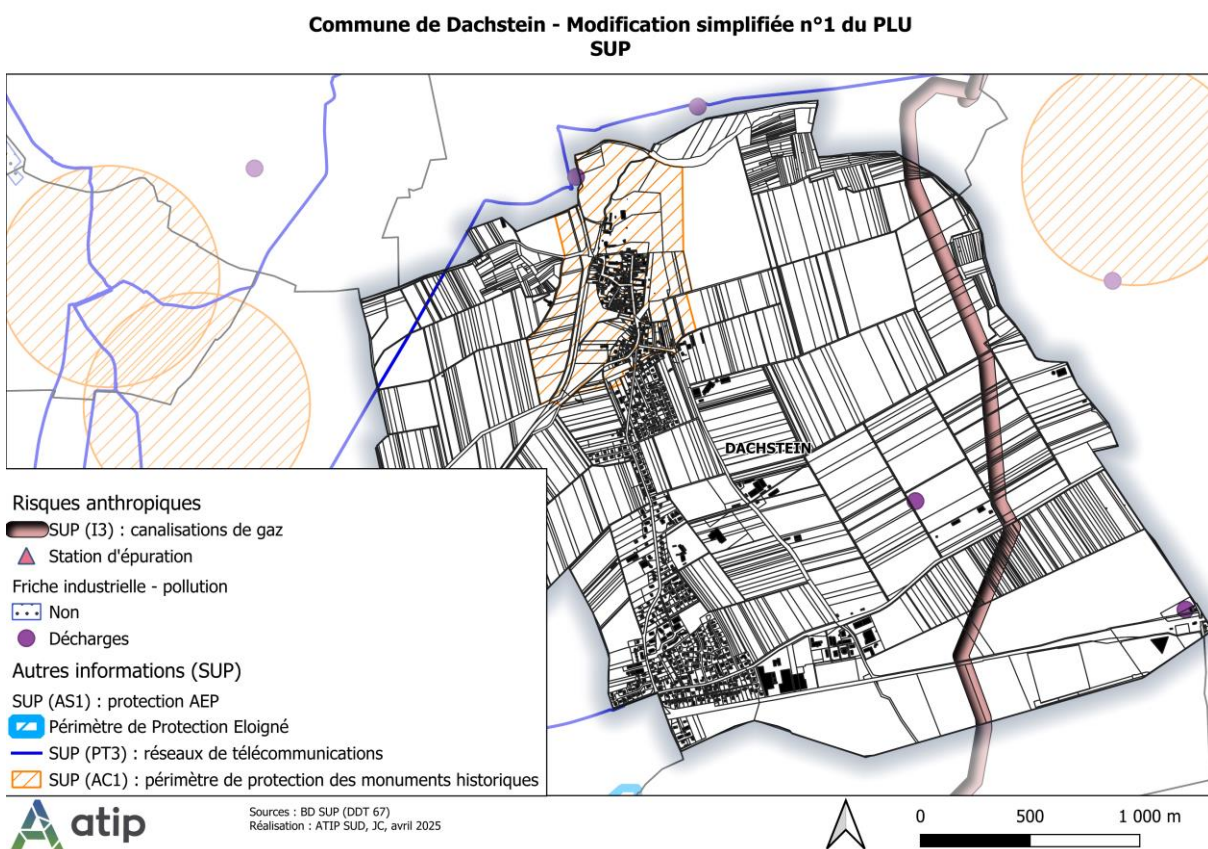 Commune de Dachstein - Modification simplifiée n°1 du PLU
SUP
DACHSTEIN
Risques anthropiques
SUP (I3) : canalisations de gaz
Station d'épuration
Friche industrielle - pollution
Non
Décharges
Autres informations (SUP)
SUP (AS1) : protection AEP
Périmètre de Protection Eloigné
SUP (PT3) : réseaux de télécommunications
SUP (AC1) : périmètre de protection des monuments historiques
atip
Sources : BD SUP (DDT 67)
Réalisation : ATIP SUD, JC, avril 2025
0 500 1 000 m